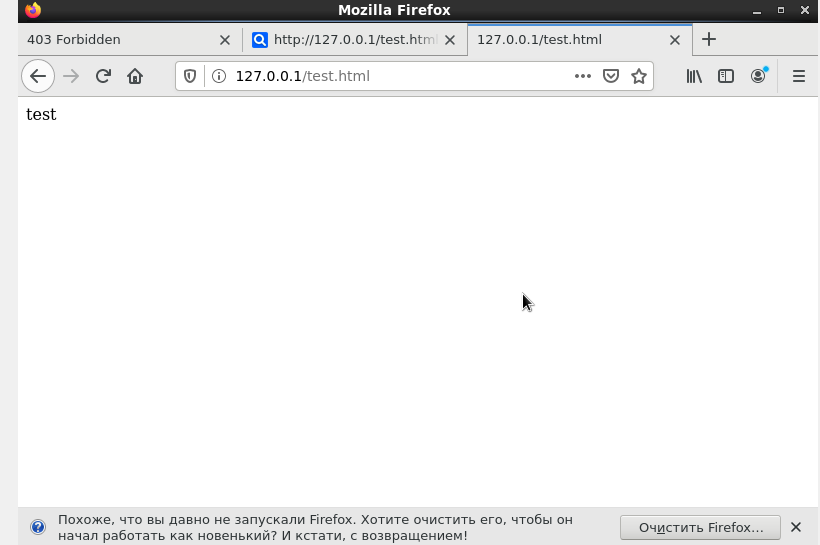 Mozilla Firefox
403 Forbidden
http://127.0.0.1/test.html
127.0.0.1/test.html
127.0.0.1/test.html
test
Похоже, что вы давно не запускали Firefox. Хотите очистить его, чтобы он
начал работать как новенький? И кстати, с возвращением!
Очистить Firefox...